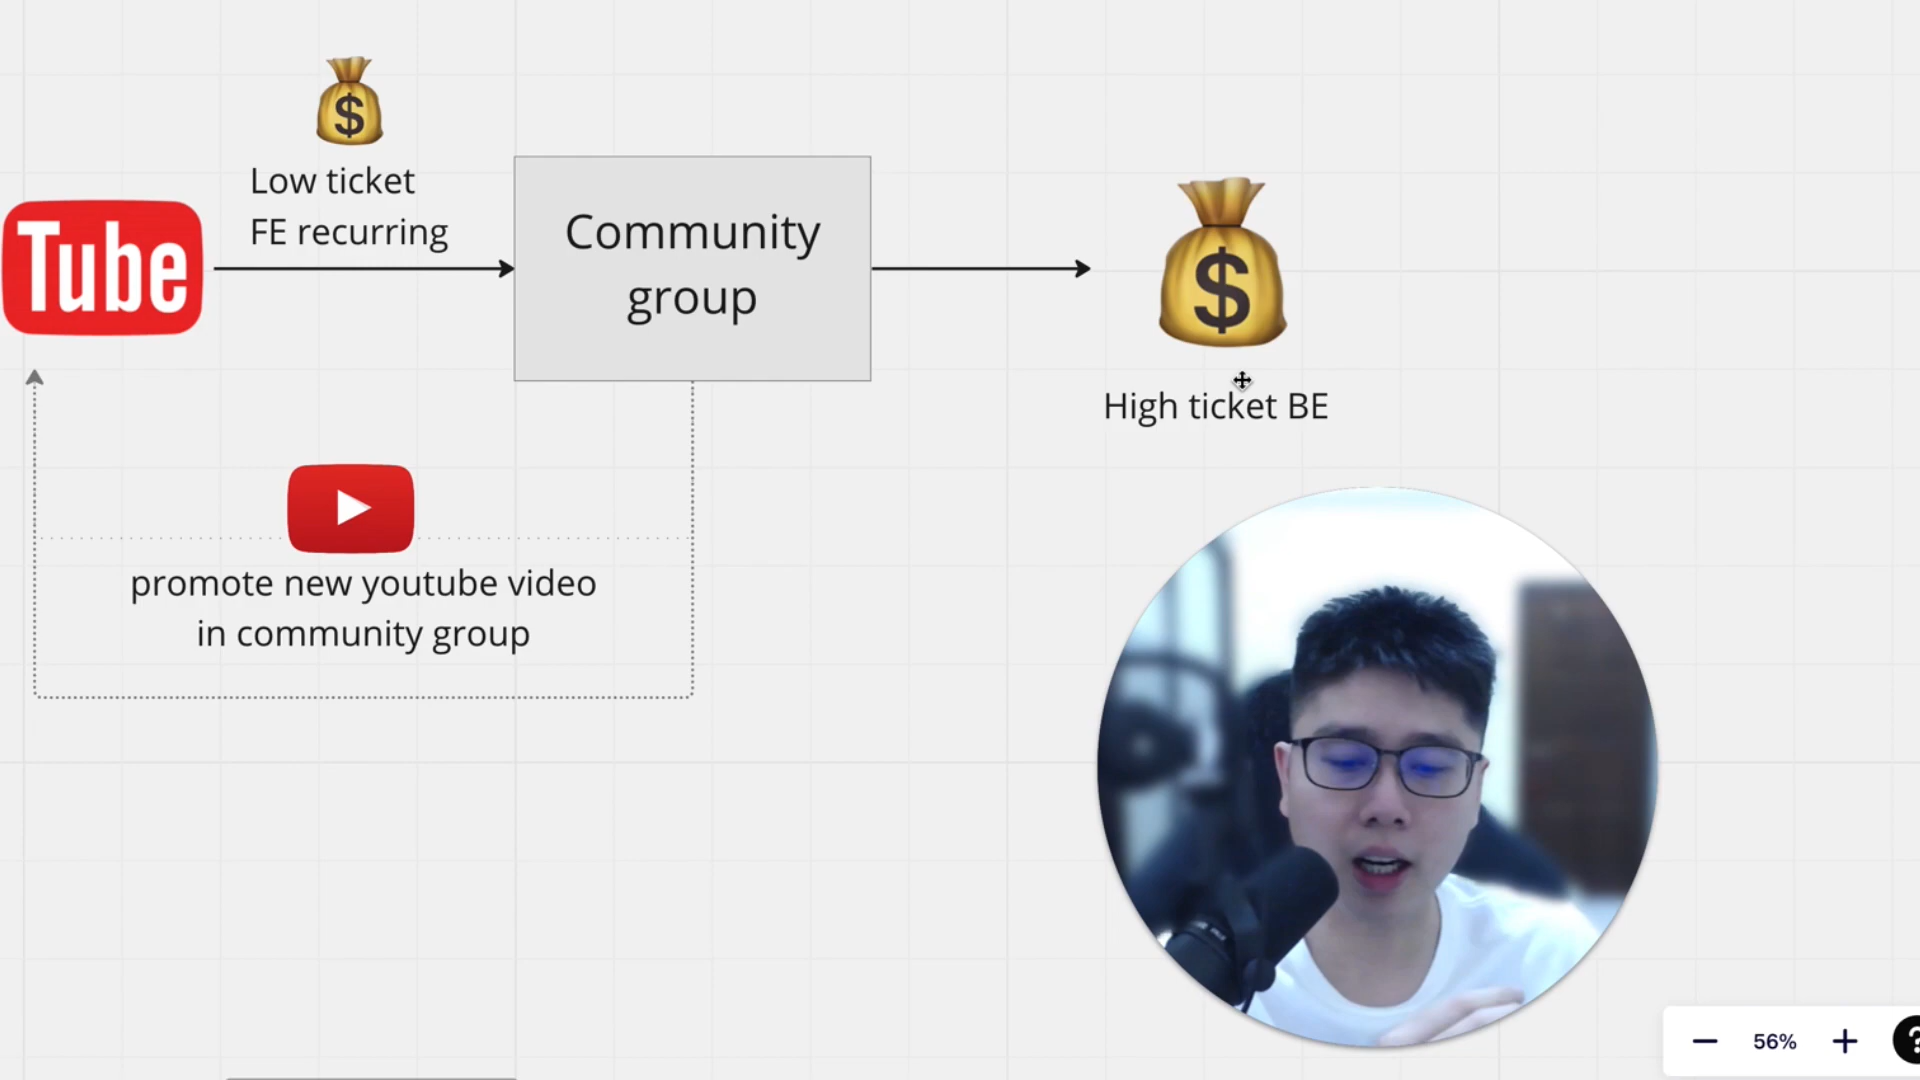 $
Low ticket
FE recurring
Tube
Community
group
$
High ticket BE
promote new youtube video
in community group
56%
?